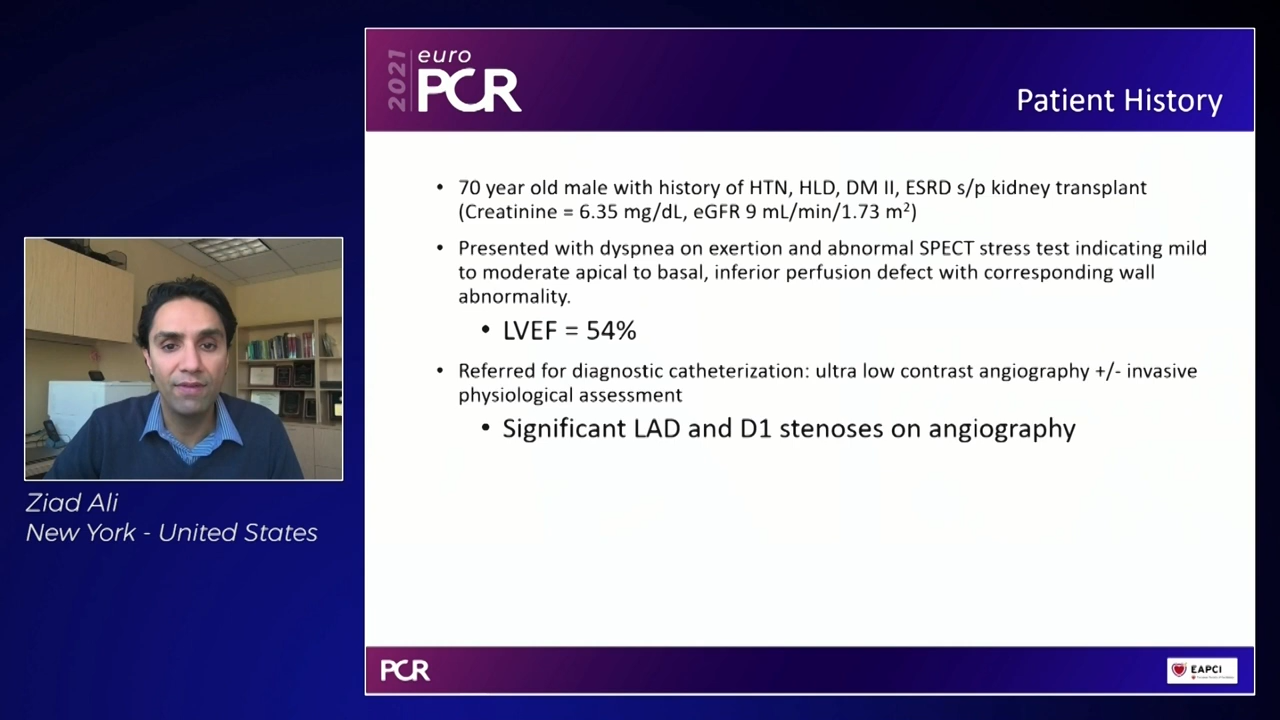 2021
euro
PCR
Patient History
• 70 year old male with history of HTN, HLD, DM II, ESRD s/p kidney transplant
(Creatinine = 6.35 mg/dL, eGFR 9 mL/min/1.73 m²)
• Presented with dyspnea on exertion and abnormal SPECT stress test indicating mild
to moderate apical to basal, inferior perfusion defect with corresponding wall
abnormality.
• LVEF = 54%
• Referred for diagnostic catheterization: ultra low contrast angiography +/- invasive
physiological assessment
• Significant LAD and D1 stenoses on angiography
Ziad Ali
New York - United States
PCR
EAPCI